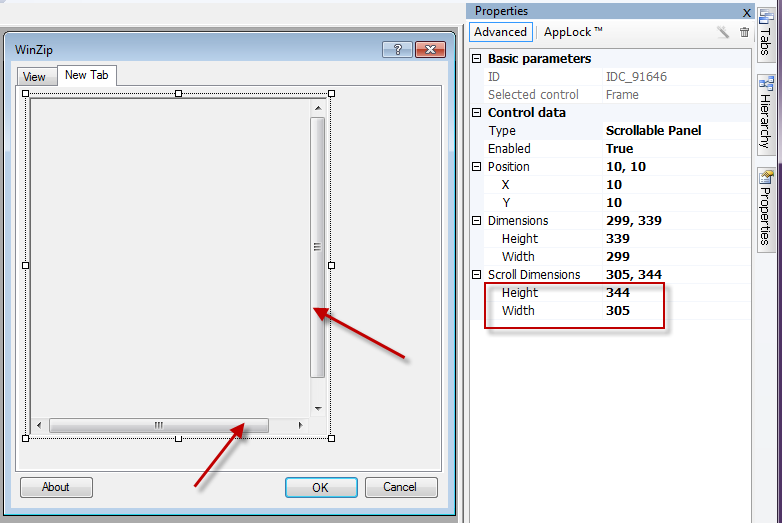 Properties X
Advanced AppLock ™
Basic parameters
ID IDC_91646
Selected control Frame
Control data
Type Scrollable Panel
Enabled True
Position 10, 10
X 10
Y 10
Dimensions 299, 339
Height 339
Width 299
Scroll Dimensions 305, 344
Height 344
Width 305
WinZip ?
View New Tab
About OK Cancel
Tabs
Hierarchy
Properties